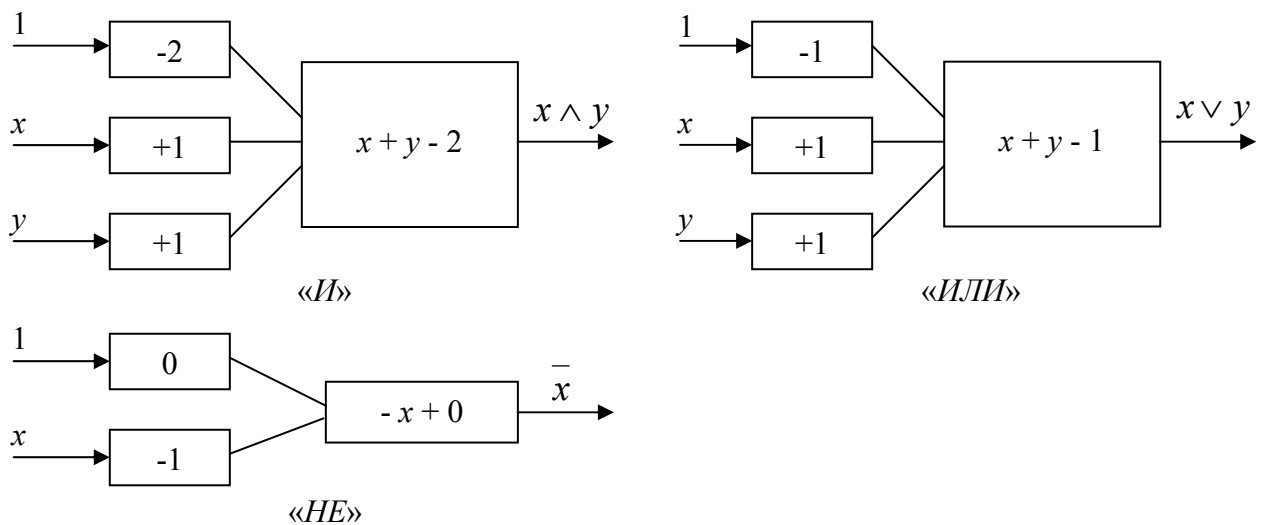 1
-2
x
+1
y
+1
x + y - 2
x ∧ y
«И»
1
-1
x
+1
y
+1
x + y - 1
x ∨ y
«ИЛИ»
1
0
x
-1
- x + 0
x̄
«НЕ»